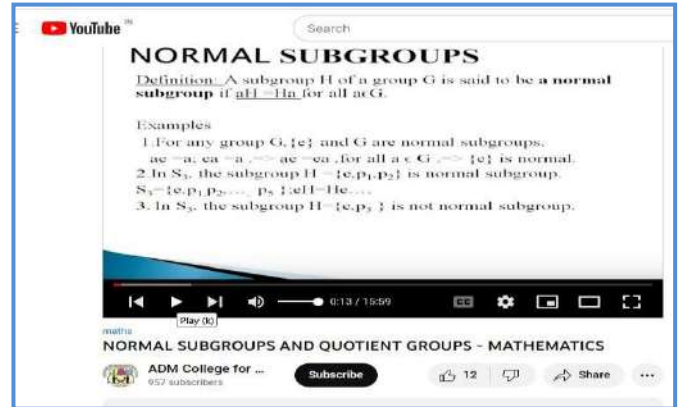 YouTube IN
Search
NORMAL SUBGROUPS
Definition: A subgroup H of a group G is said to be a normal
subgroup if aH =Ha for all aєG.
Examples
1.For any group G, {e} and G are normal subgroups.
ae =a; ea =a .=> ae =ea ,for all a є G .=> {e} is normal.
2.In S₃, the subgroup H ={e,p₁,p₂} is normal subgroup.
S₃={e,p₁,p₂,… p₅ };eH=He….
3. In S₃, the subgroup H={e,p₃ } is not normal subgroup.
0:13 / 15:59
CC
Play (k)
maths
NORMAL SUBGROUPS AND QUOTIENT GROUPS - MATHEMATICS
ADM College for ...
957 subscribers
Subscribe
12
Share
...